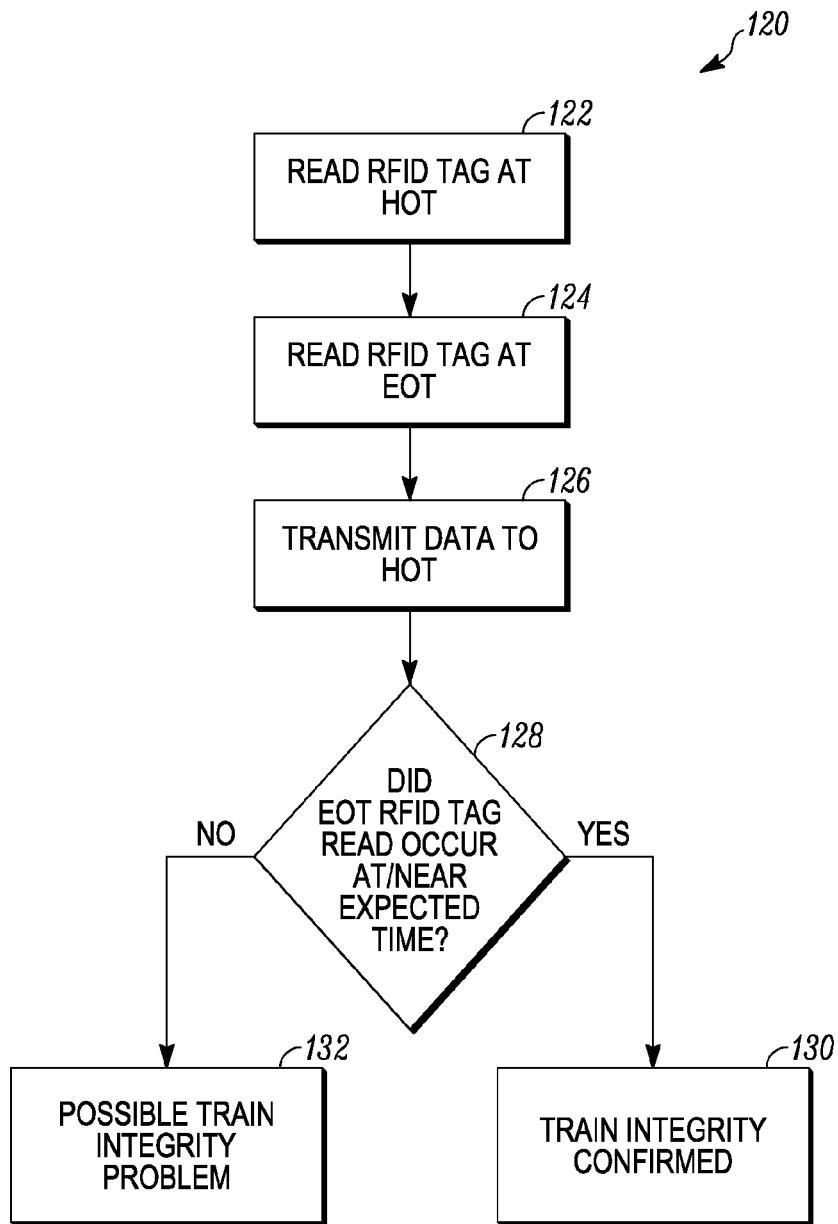 120
122
READ RFID TAG AT
HOT
124
READ RFID TAG AT
EOT
126
TRANSMIT DATA TO
HOT
128
DID
EOT RFID TAG
READ OCCUR
AT/NEAR
EXPECTED
TIME?
NO
YES
132
POSSIBLE TRAIN
INTEGRITY
PROBLEM
130
TRAIN INTEGRITY
CONFIRMED